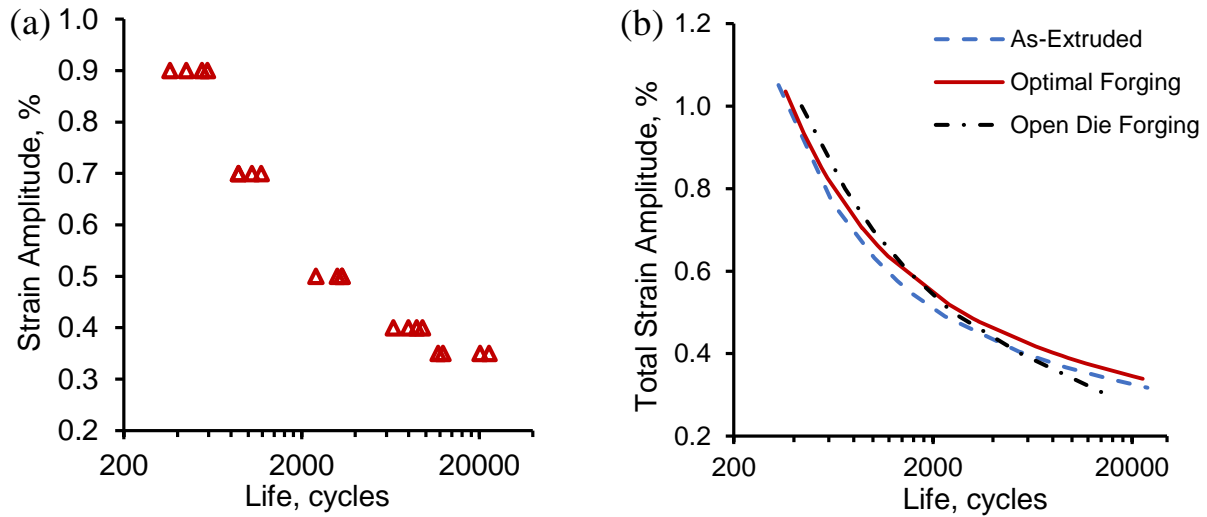 (a)
1.0
0.9
0.8
0.7
0.6
0.5
0.4
0.3
0.2
Strain Amplitude, %
200
2000
20000
Life, cycles
(b)
1.2
1.0
0.8
0.6
0.4
0.2
Total Strain Amplitude, %
As-Extruded
Optimal Forging
Open Die Forging
200
2000
20000
Life, cycles